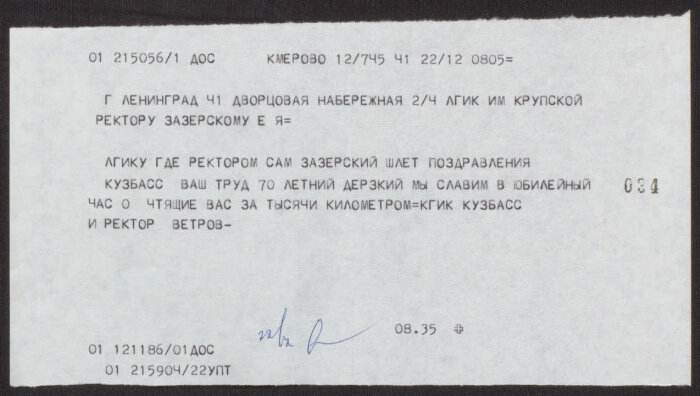 01 215056/1 ДОС КМЕРОВО 12/745 Ч1 22/12 0805=
Г ЛЕНИНГРАД Ч1 ДВОРЦОВАЯ НАБЕРЕЖНАЯ 2/Ч ЛГИК ИМ КРУПСКОЙ
РЕКТОРУ ЗАЗЕРСКОМУ Е Я=
ЛГИКУ ГДЕ РЕКТОРОМ САМ ЗАЗЕРСКИЙ ШЛЕТ ПОЗДРАВЛЕНИЯ
КУЗБАСС ВАШ ТРУД 70 ЛЕТНИЙ ДЕРЗКИЙ МЫ СЛАВИМ В ЮБИЛЕЙНЫЙ
034
ЧАС О ЧТЯЩИЕ ВАС ЗА ТЫСЯЧИ КИЛОМЕТРОМ=КГИК КУЗБАСС
И РЕКТОР ВЕТРОВ-
08.35
01 121186/01ДОС
01 215904/22УПТ